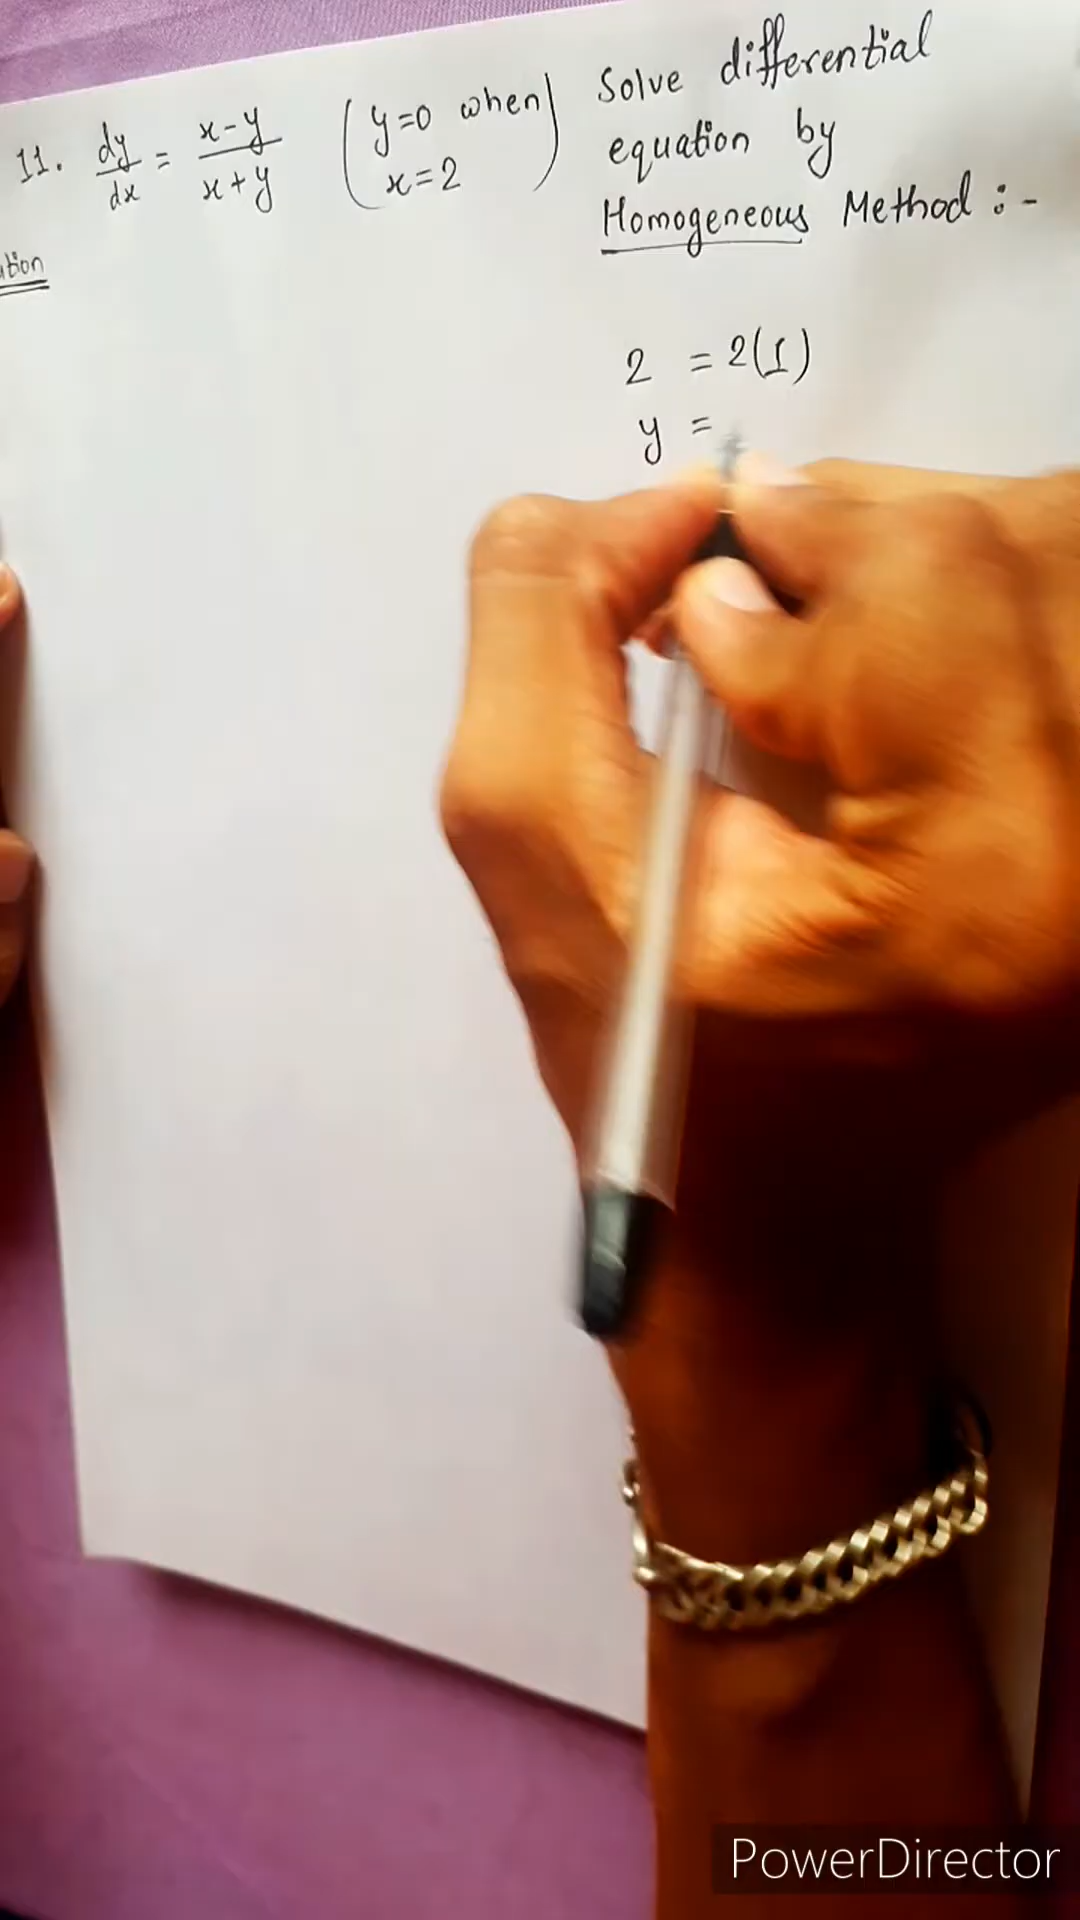 11. dy/dx = x-y/x+y (y=0 when x=2)
Solve differential
equation by
Homogeneous Method :-
2 = 2(1)
y =
PowerDirector